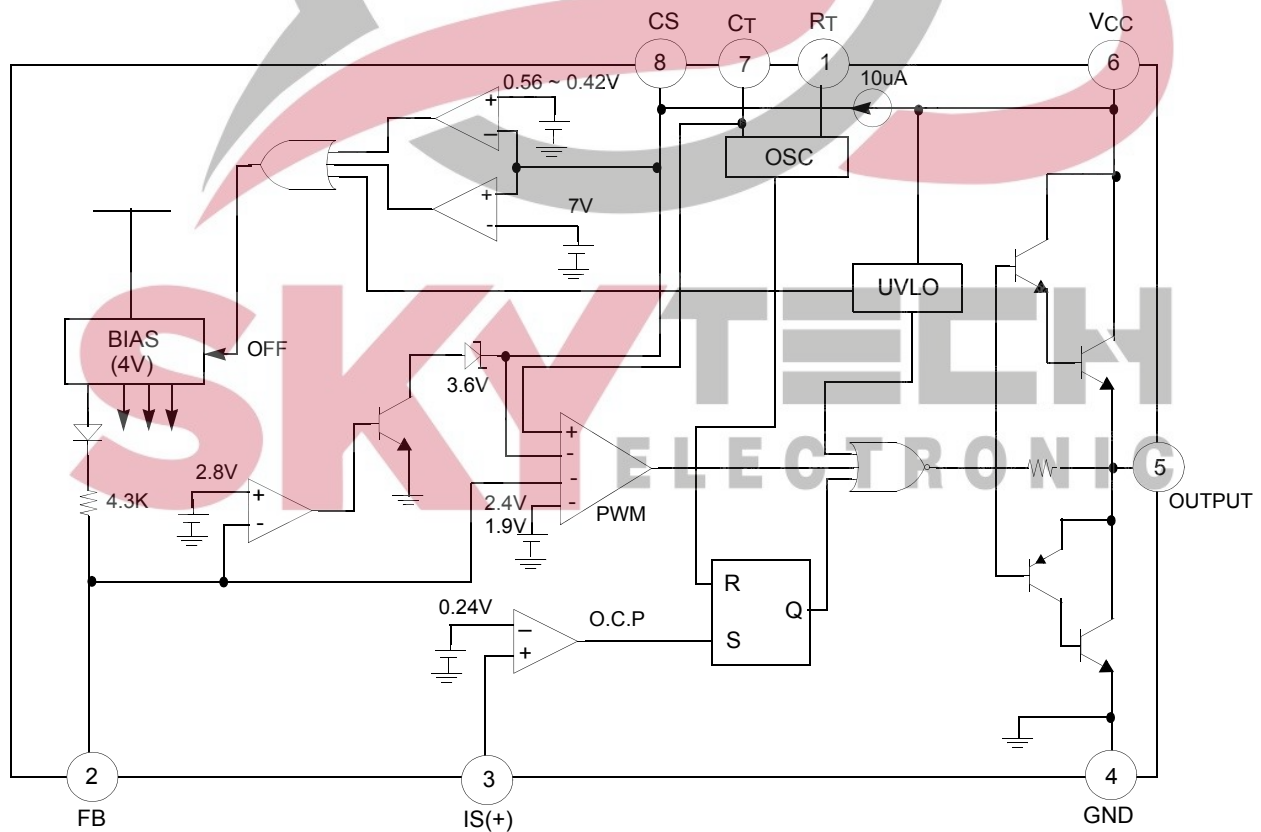 CS
CT
RT
VCC
8
7
1
6
0.56 ~ 0.42V
10uA
+
–
OSC
+
7V
-
UVLO
BIAS
(4V)
OFF
3.6V
SKYTECH
ELECTRONIC
+
-
-
-
2.8V
+
-
4.3K
2.4V
1.9V
PWM
5
OUTPUT
R
Q
S
0.24V
–
+
O.C.P
2
3
4
FB
IS(+)
GND